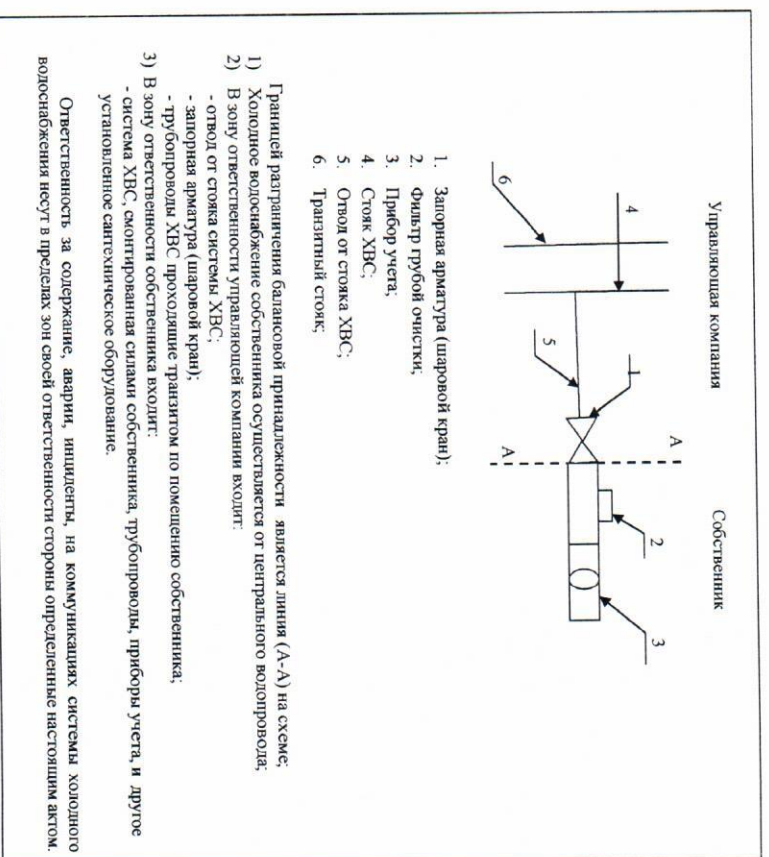 Управляющая компания
Собственник
4
6
5
1
А
А
2
3
1. Запорная арматура (шаровой кран);
2. Фильтр грубой очистки;
3. Прибор учета;
4. Стояк ХВС;
5. Отвод от стояка ХВС;
6. Транзитный стояк;
Границей разграничения балансовой принадлежности является линия (А-А) на схеме;
1) Холодное водоснабжение собственника осуществляется от центрального водопровода;
2) В зону ответственности управляющей компании входит:
- отвод от стояка системы ХВС;
- запорная арматура (шаровой кран);
- трубопроводы ХВС проходящие транзитом по помещению собственника;
3) В зону ответственности собственника входит:
- система ХВС, смонтированная силами собственника, трубопроводы, приборы учета, и другое
установленное сантехническое оборудование.
Ответственность за содержание, аварии, инциденты, на коммуникациях системы холодного
водоснабжения несут в пределах зон своей ответственности стороны определенные настоящим актом.